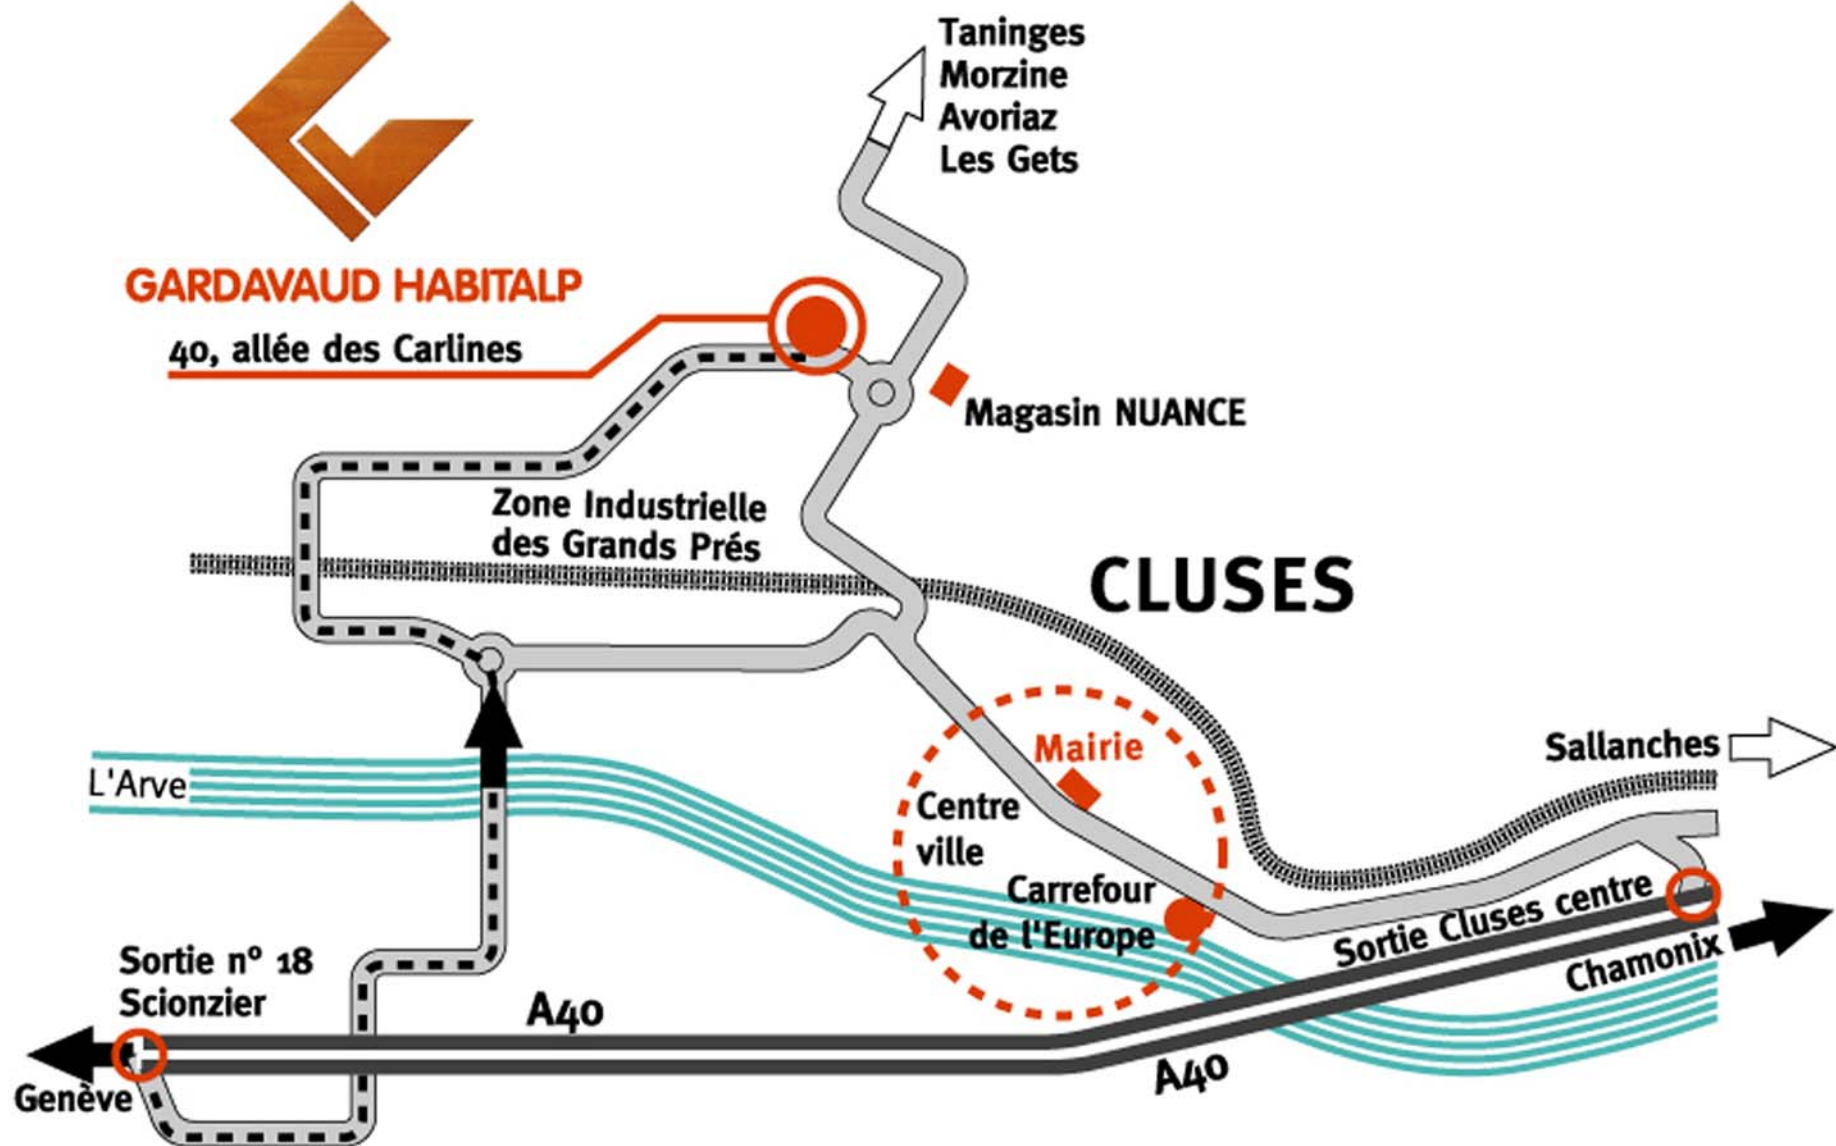 Taninges
Morzine
Avoriaz
Les Gets
GARDAVAUD HABITALP
40, allée des Carlines
Magasin NUANCE
Zone Industrielle
des Grands Prés
CLUSES
Mairie
Sallanches
L'Arve
Centre
ville
Carrefour
de l'Europe
Sortie Cluses centre
Chamonix
Sortie nº 18
Scionzier
A40
A40
Genève